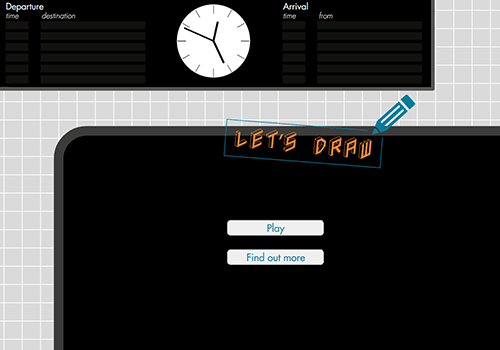 Departure
time destination
Arrival
time from
LET'S DRAW
Play
Find out more